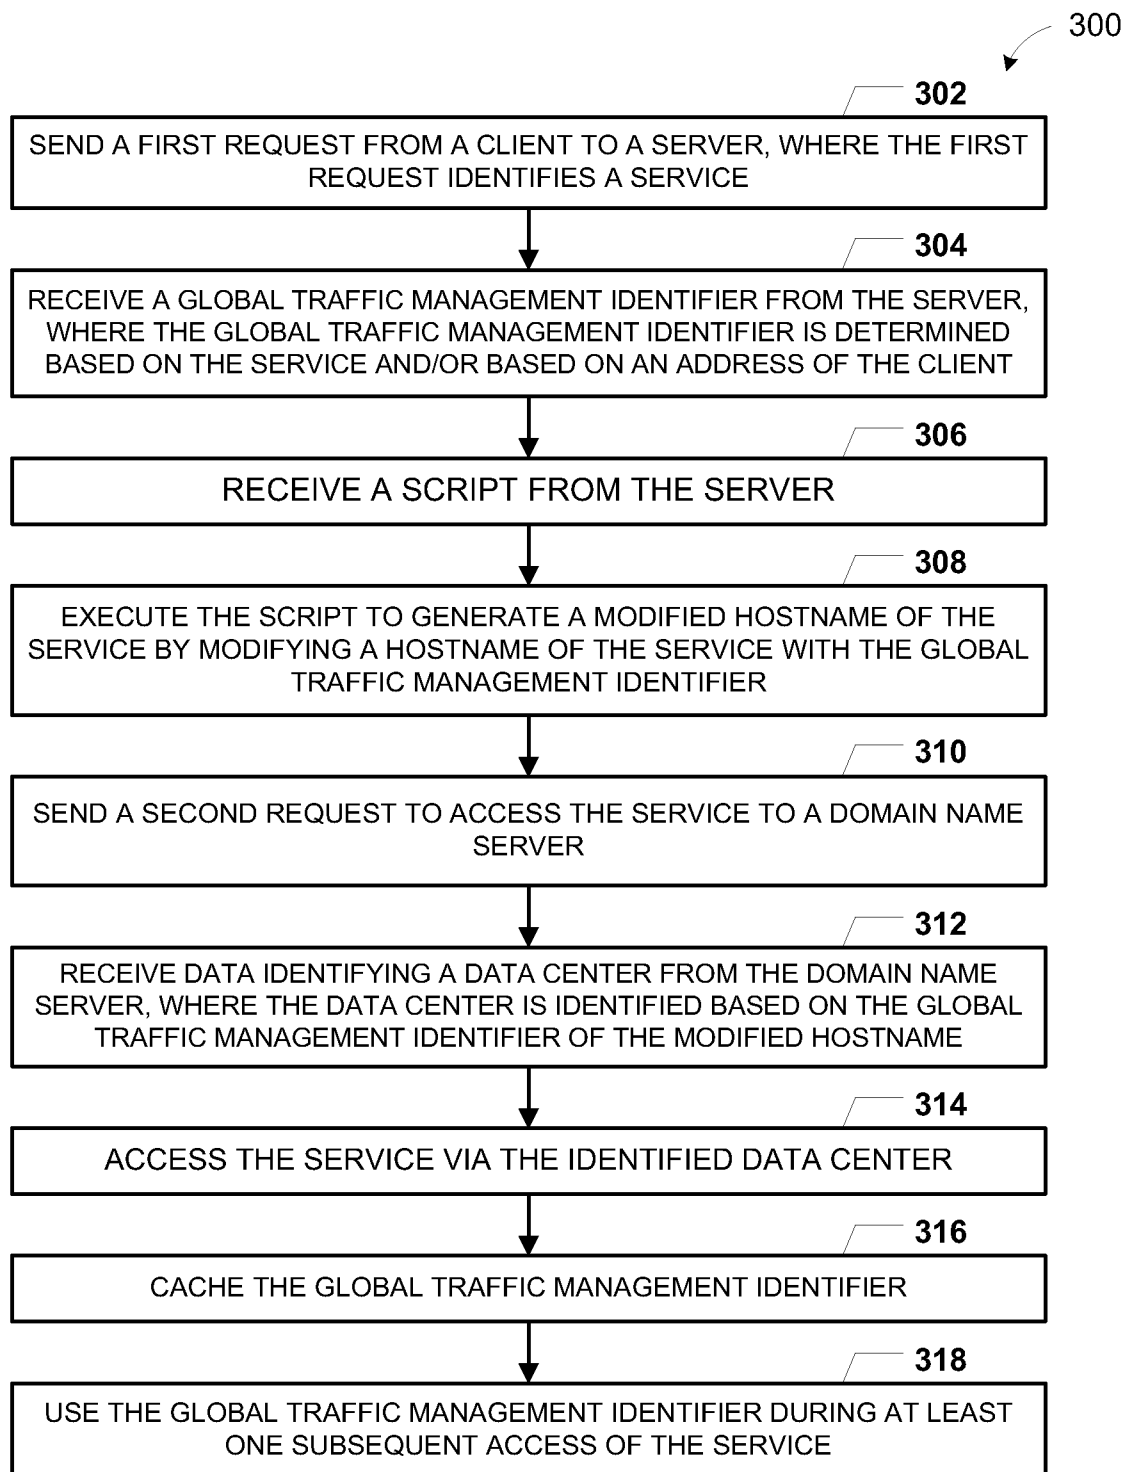 300
302
SEND A FIRST REQUEST FROM A CLIENT TO A SERVER, WHERE THE FIRST
REQUEST IDENTIFIES A SERVICE
304
RECEIVE A GLOBAL TRAFFIC MANAGEMENT IDENTIFIER FROM THE SERVER,
WHERE THE GLOBAL TRAFFIC MANAGEMENT IDENTIFIER IS DETERMINED
BASED ON THE SERVICE AND/OR BASED ON AN ADDRESS OF THE CLIENT
306
RECEIVE A SCRIPT FROM THE SERVER
308
EXECUTE THE SCRIPT TO GENERATE A MODIFIED HOSTNAME OF THE
SERVICE BY MODIFYING A HOSTNAME OF THE SERVICE WITH THE GLOBAL
TRAFFIC MANAGEMENT IDENTIFIER
310
SEND A SECOND REQUEST TO ACCESS THE SERVICE TO A DOMAIN NAME
SERVER
312
RECEIVE DATA IDENTIFYING A DATA CENTER FROM THE DOMAIN NAME
SERVER, WHERE THE DATA CENTER IS IDENTIFIED BASED ON THE GLOBAL
TRAFFIC MANAGEMENT IDENTIFIER OF THE MODIFIED HOSTNAME
314
ACCESS THE SERVICE VIA THE IDENTIFIED DATA CENTER
316
CACHE THE GLOBAL TRAFFIC MANAGEMENT IDENTIFIER
318
USE THE GLOBAL TRAFFIC MANAGEMENT IDENTIFIER DURING AT LEAST
ONE SUBSEQUENT ACCESS OF THE SERVICE